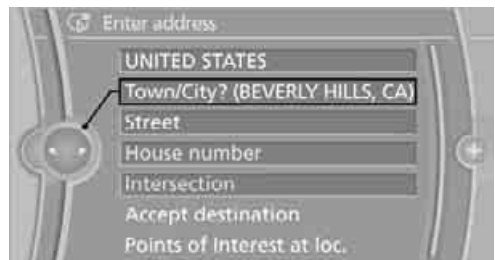 Enter address
UNITED STATES
Town/City? (BEVERLY HILLS, CA)
Street
House number
Intersection
Accept destination
Points of Interest at loc.